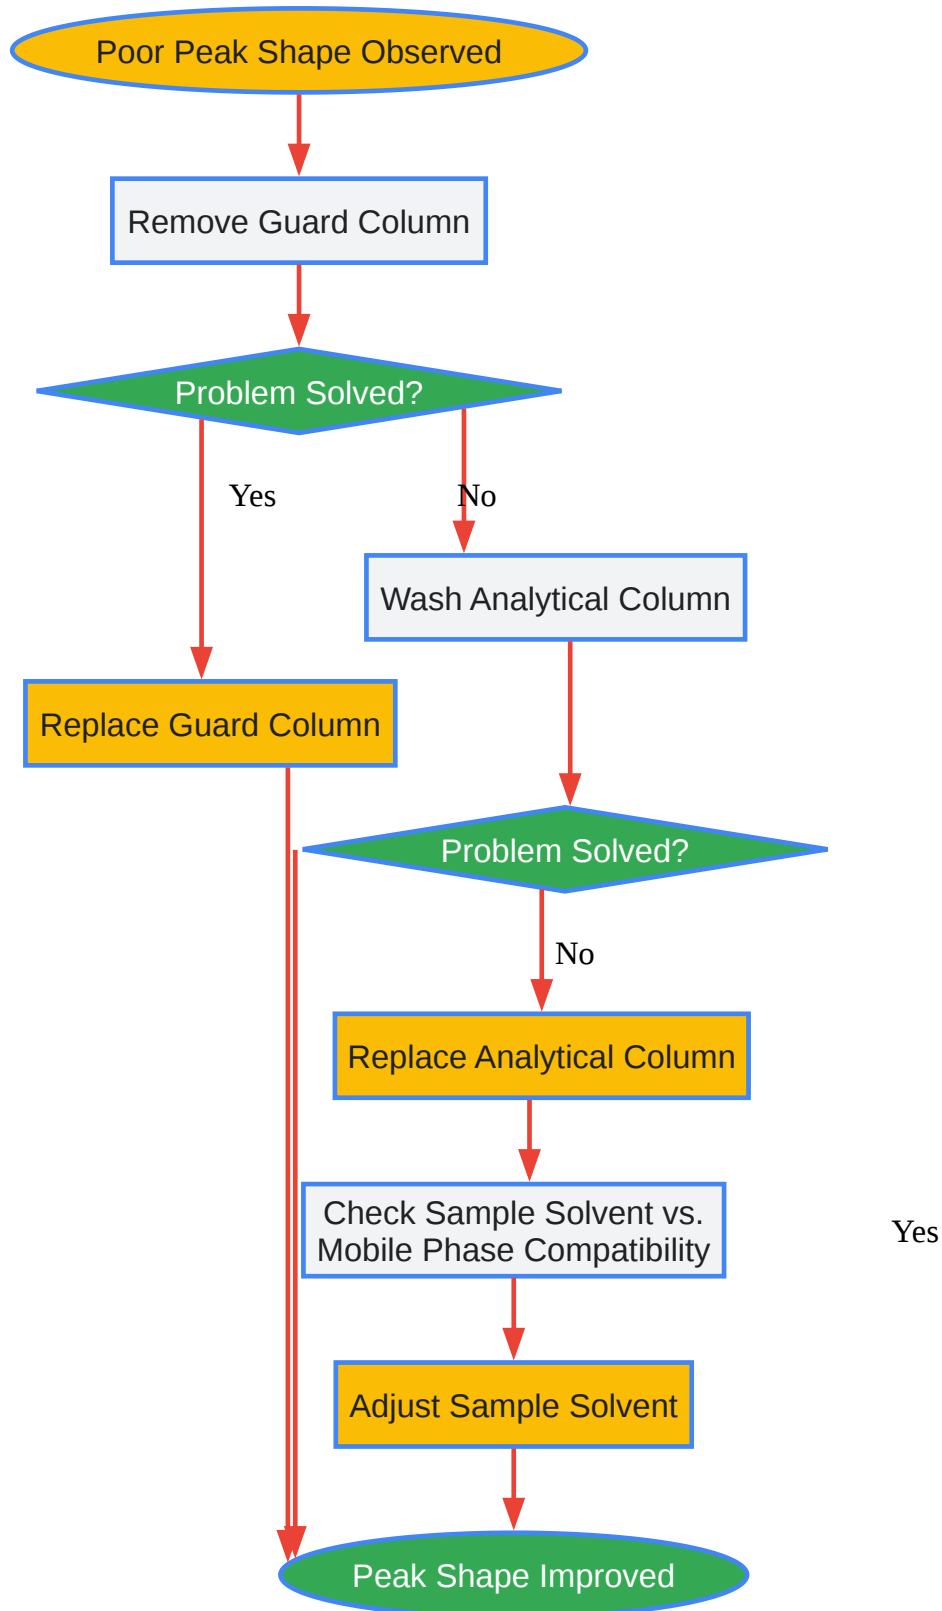 Poor Peak Shape Observed
Remove Guard Column
Problem Solved?
Yes
No
Wash Analytical Column
Replace Guard Column
Problem Solved?
No
Replace Analytical Column
Check Sample Solvent vs.
Mobile Phase Compatibility
Yes
Adjust Sample Solvent
Peak Shape Improved